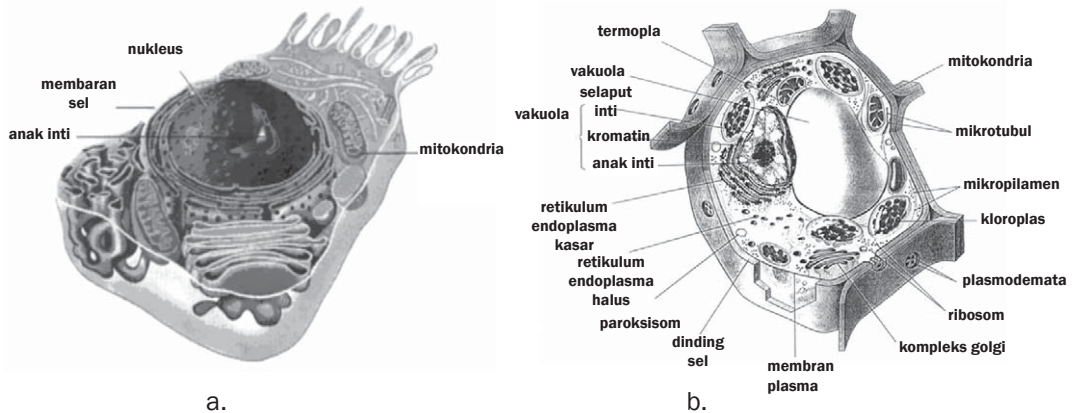 nukleus
membaran
sel
anak inti
mitokondria
a.
termopla
vakuola
selaput
inti
vakuola
kromatin
anak inti
retikulum
endoplasma
kasar
retikulum
endoplasma
halus
paroksisom
dinding
sel
membran
plasma
kompleks golgi
ribosom
plasmodemata
kloroplas
mikropilamen
mikrotubul
mitokondria
b.